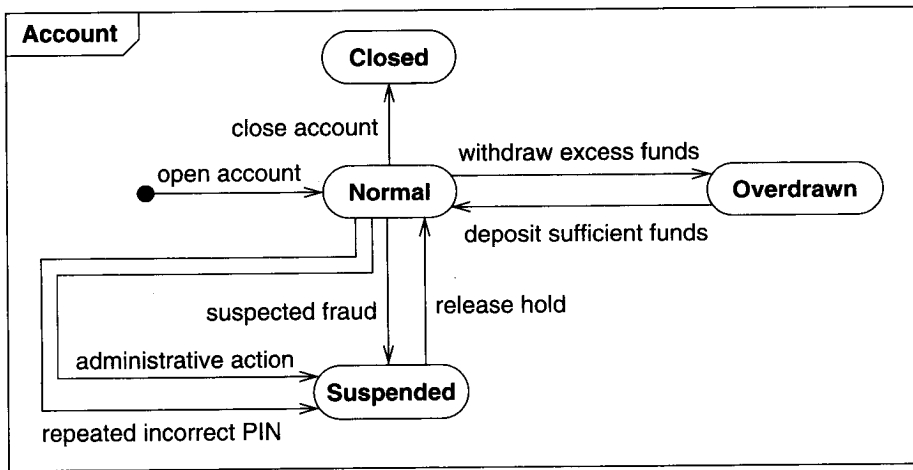 Account
Closed
close account
open account
withdraw excess funds
Normal
Overdrawn
deposit sufficient funds
suspected fraud
release hold
administrative action
Suspended
repeated incorrect PIN